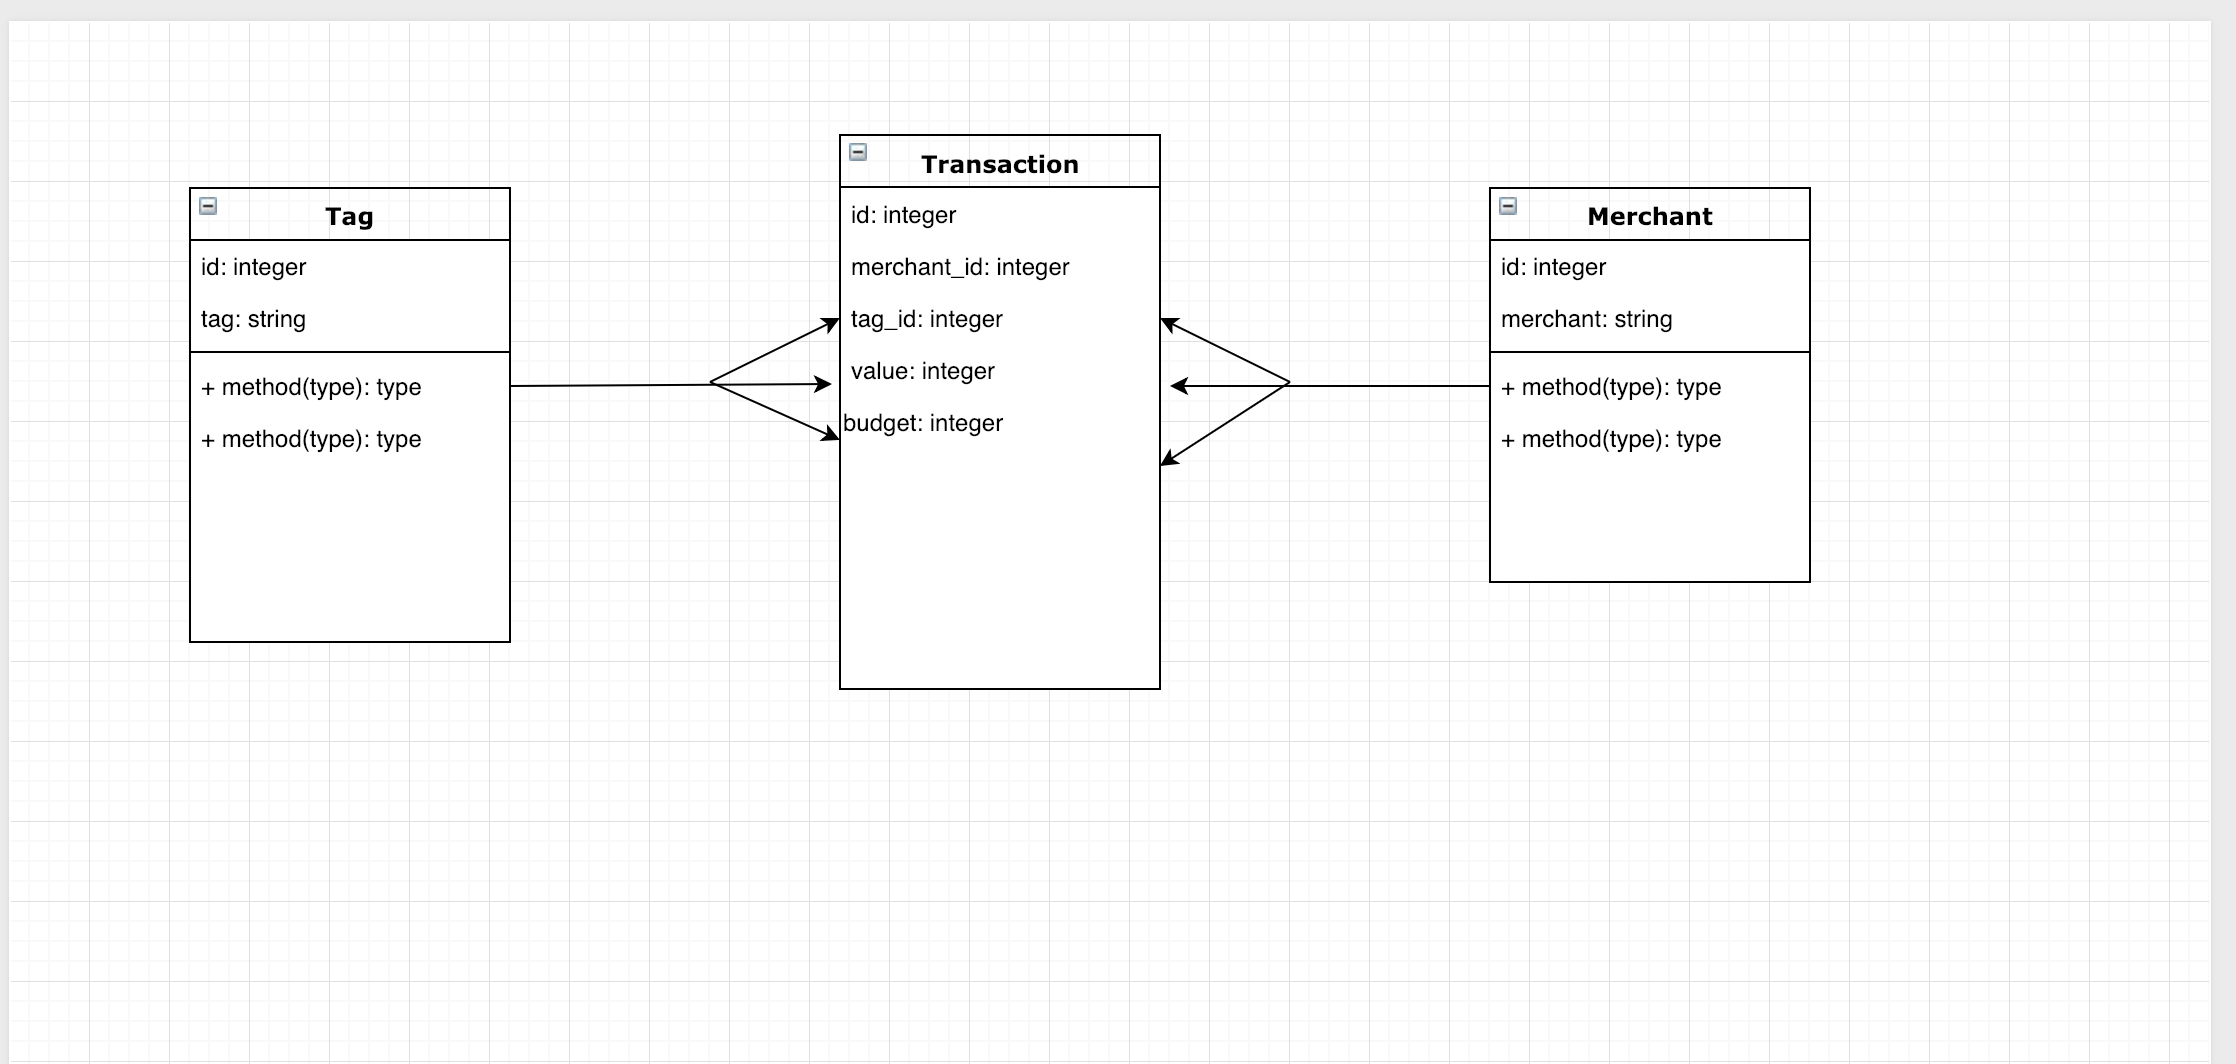 Tag
id: integer
tag: string
+ method(type): type
+ method(type): type
Transaction
id: integer
merchant_id: integer
tag_id: integer
value: integer
budget: integer
Merchant
id: integer
merchant: string
+ method(type): type
+ method(type): type